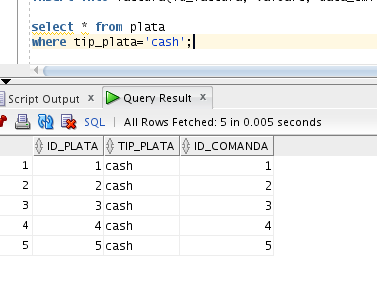 select * from plata
where tip_plata='cash';
Script Output x Query Result x
SQL | All Rows Fetched: 5 in 0.005 seconds
ID_PLATA TIP_PLATA ID_COMANDA
1 1 cash 1
2 2 cash 2
3 3 cash 3
4 4 cash 4
5 5 cash 5